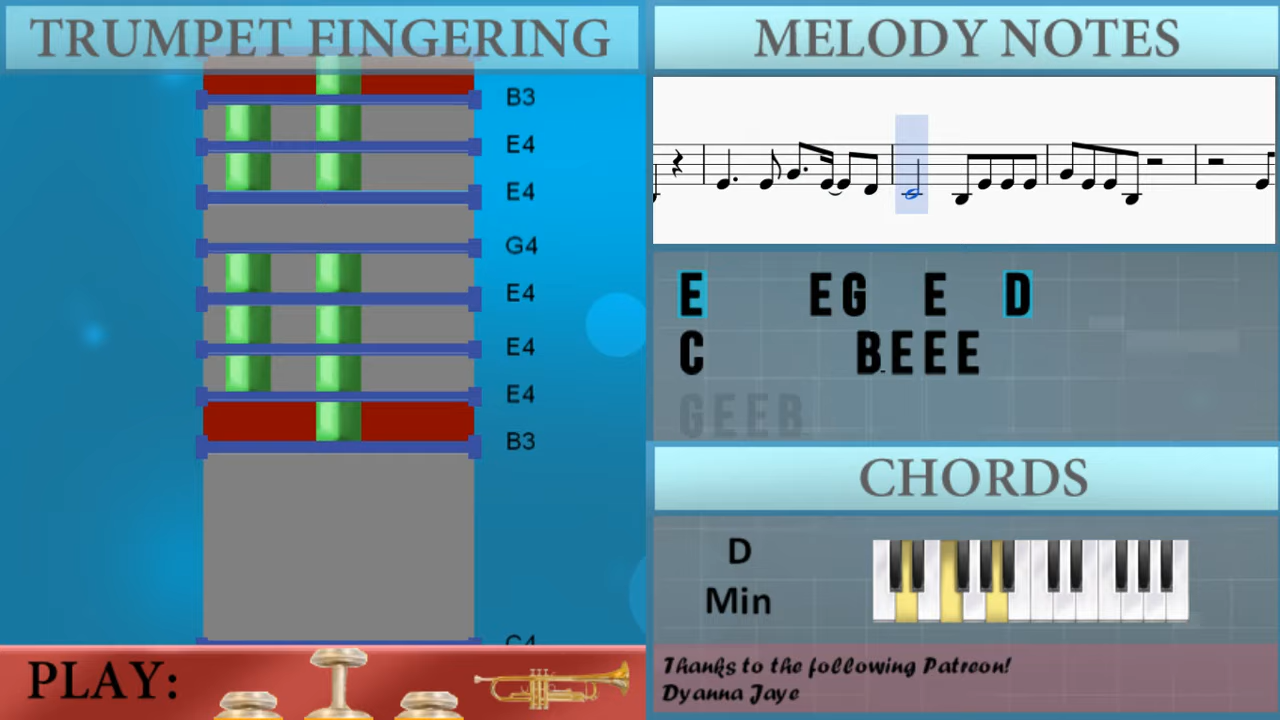 TRUMPET FINGERING
B3
E4
E4
G4
E4
E4
E4
B3
C4
PLAY:
MELODY NOTES
E EG E D
C BEEE
GEEB
CHORDS
D
Min
Thanks to the following Patreon!
Dyanna Jaye